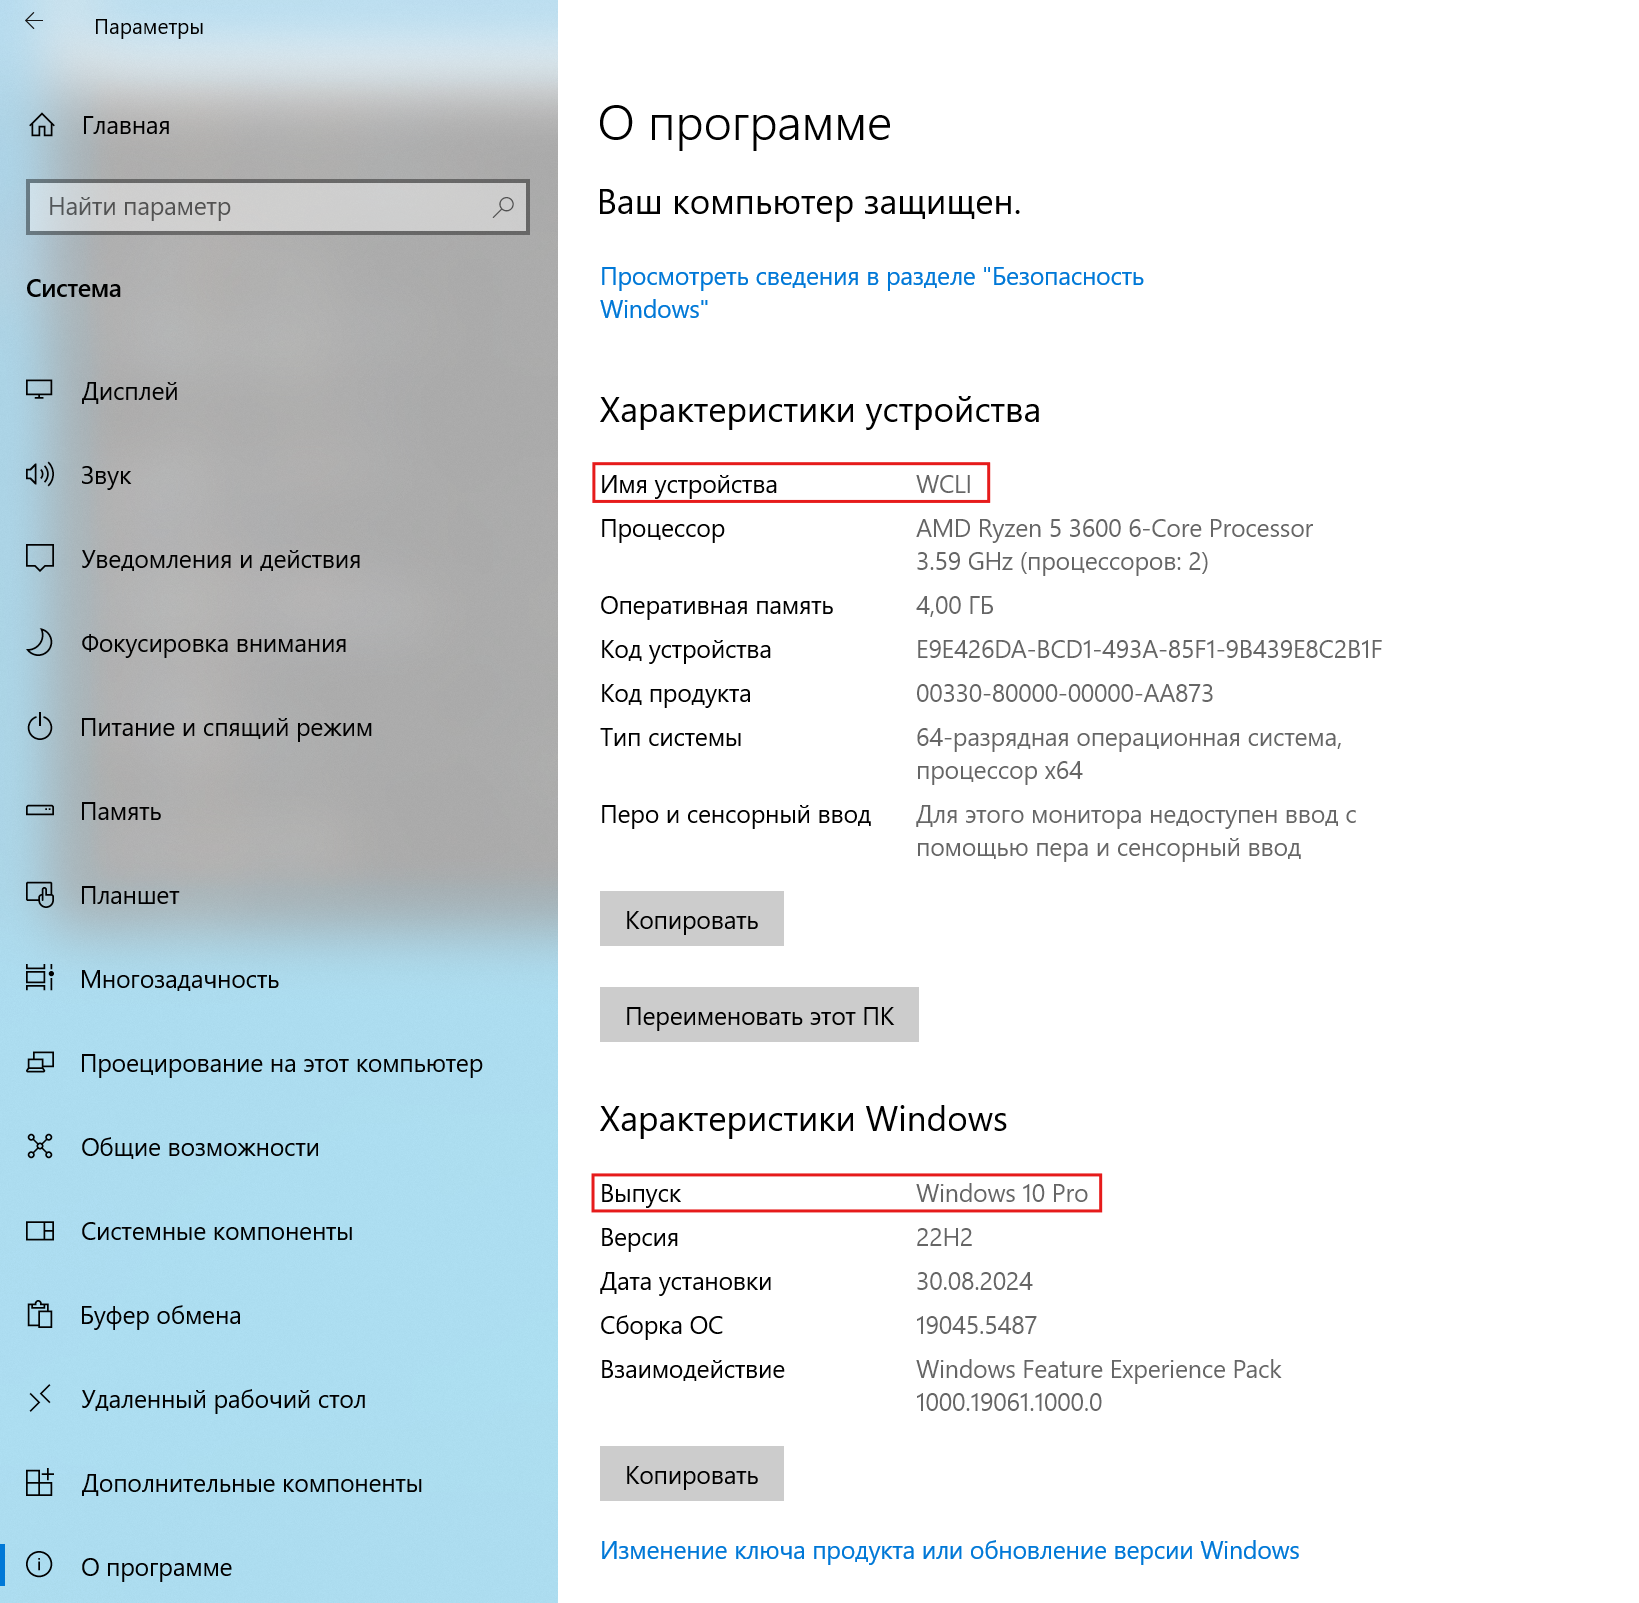 Параметры
Главная
Найти параметр
Система
Дисплей
Звук
Уведомления и действия
Фокусировка внимания
Питание и спящий режим
Память
Планшет
Многозадачность
Проецирование на этот компьютер
Общие возможности
Системные компоненты
Буфер обмена
Удаленный рабочий стол
Дополнительные компоненты
О программе
О программе
Ваш компьютер защищен.
Просмотреть сведения в разделе "Безопасность
Windows"
Характеристики устройства
Имя устройства WCLI
Процессор AMD Ryzen 5 3600 6-Core Processor
3.59 GHz (процессоров: 2)
Оперативная память 4,00 ГБ
Код устройства E9E426DA-BCD1-493A-85F1-9B439E8C2B1F
Код продукта 00330-80000-00000-AA873
Тип системы 64-разрядная операционная система,
процессор x64
Перо и сенсорный ввод Для этого монитора недоступен ввод с
помощью пера и сенсорный ввод
Копировать
Переименовать этот ПК
Характеристики Windows
Выпуск Windows 10 Pro
Версия 22H2
Дата установки 30.08.2024
Сборка ОС 19045.5487
Взаимодействие Windows Feature Experience Pack
1000.19061.1000.0
Копировать
Изменение ключа продукта или обновление версии Windows